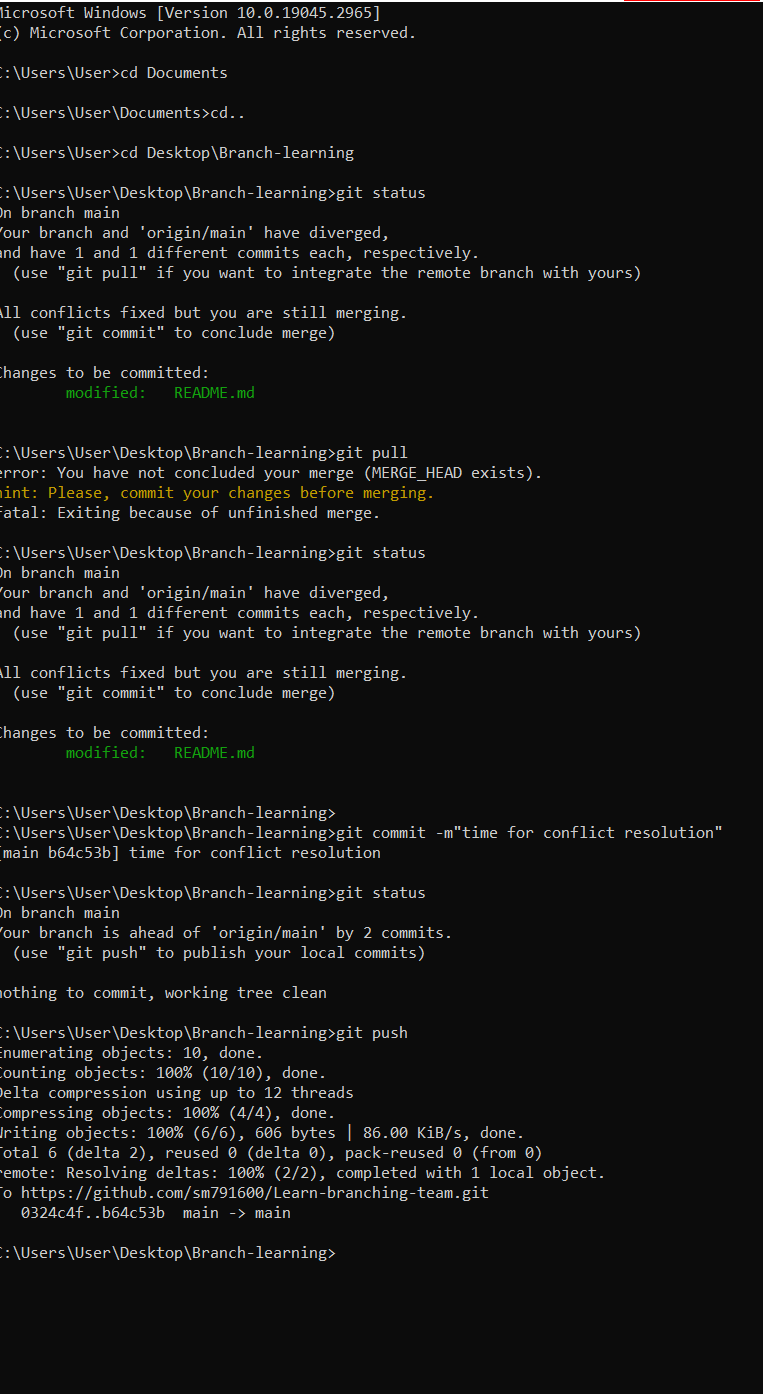 Microsoft Windows [Version 10.0.19045.2965]
(c) Microsoft Corporation. All rights reserved.
C:\Users\User>cd Documents
C:\Users\User\Documents>cd..
C:\Users\User>cd Desktop\Branch-learning
C:\Users\User\Desktop\Branch-learning>git status
On branch main
Your branch and 'origin/main' have diverged,
and have 1 and 1 different commits each, respectively.
  (use "git pull" if you want to integrate the remote branch with yours)
All conflicts fixed but you are still merging.
  (use "git commit" to conclude merge)
Changes to be committed:
        modified:   README.md
C:\Users\User\Desktop\Branch-learning>git pull
error: You have not concluded your merge (MERGE_HEAD exists).
hint: Please, commit your changes before merging.
fatal: Exiting because of unfinished merge.
C:\Users\User\Desktop\Branch-learning>git status
On branch main
Your branch and 'origin/main' have diverged,
and have 1 and 1 different commits each, respectively.
  (use "git pull" if you want to integrate the remote branch with yours)
All conflicts fixed but you are still merging.
  (use "git commit" to conclude merge)
Changes to be committed:
        modified:   README.md
C:\Users\User\Desktop\Branch-learning>
C:\Users\User\Desktop\Branch-learning>git commit -m"time for conflict resolution"
[main b64c53b] time for conflict resolution
C:\Users\User\Desktop\Branch-learning>git status
On branch main
Your branch is ahead of 'origin/main' by 2 commits.
  (use "git push" to publish your local commits)
nothing to commit, working tree clean
C:\Users\User\Desktop\Branch-learning>git push
Enumerating objects: 10, done.
Counting objects: 100% (10/10), done.
Delta compression using up to 12 threads
Compressing objects: 100% (4/4), done.
Writing objects: 100% (6/6), 606 bytes | 86.00 KiB/s, done.
Total 6 (delta 2), reused 0 (delta 0), pack-reused 0 (from 0)
remote: Resolving deltas: 100% (2/2), completed with 1 local object.
To https://github.com/sm791600/Learn-branching-team.git
   0324c4f..b64c53b  main -> main
C:\Users\User\Desktop\Branch-learning>